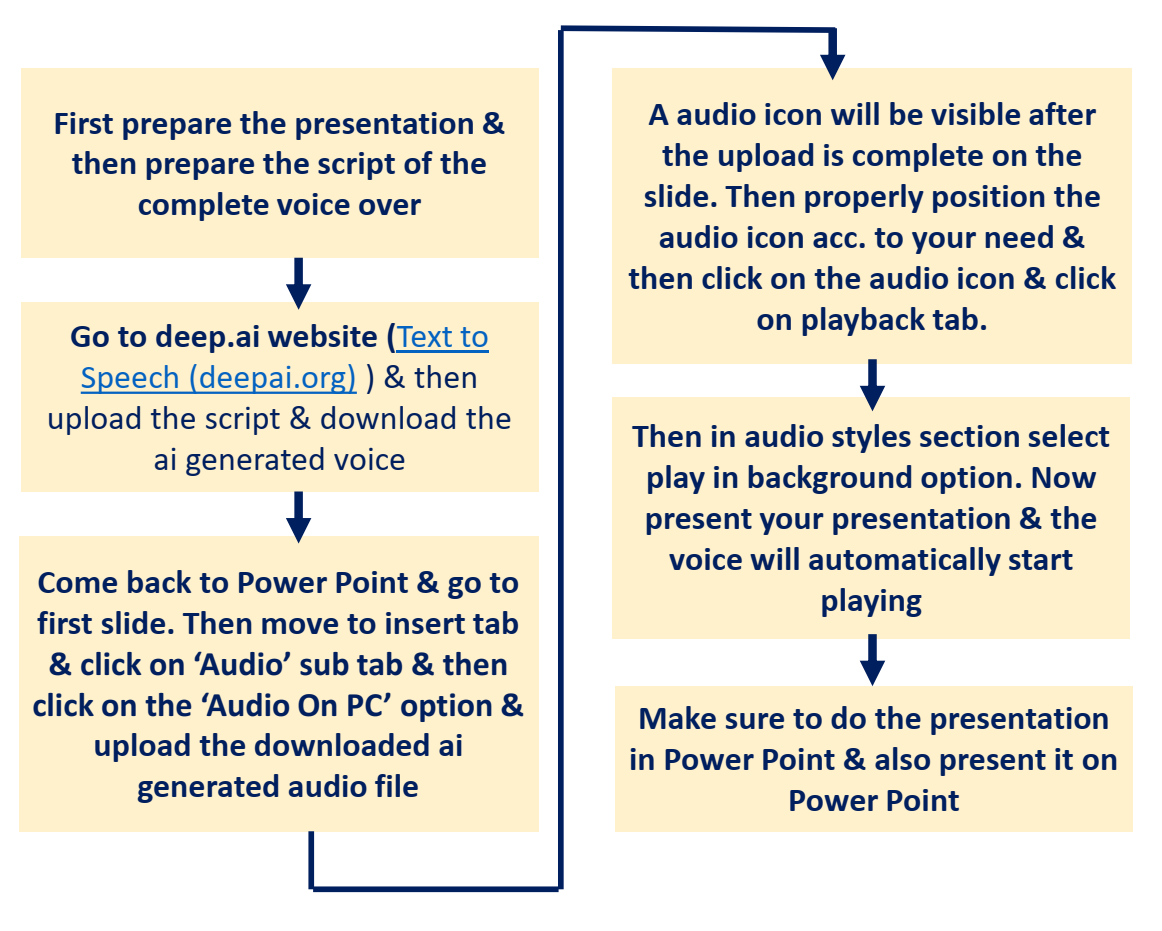 First prepare the presentation &
then prepare the script of the
complete voice over
Go to deep.ai website (Text to
Speech (deepai.org) ) & then
upload the script & download the
ai generated voice
Come back to Power Point & go to
first slide. Then move to insert tab
& click on ‘Audio’ sub tab & then
click on the ‘Audio On PC’ option &
upload the downloaded ai
generated audio file
A audio icon will be visible after
the upload is complete on the
slide. Then properly position the
audio icon acc. to your need &
then click on the audio icon & click
on playback tab.
Then in audio styles section select
play in background option. Now
present your presentation & the
voice will automatically start
playing
Make sure to do the presentation
in Power Point & also present it on
Power Point